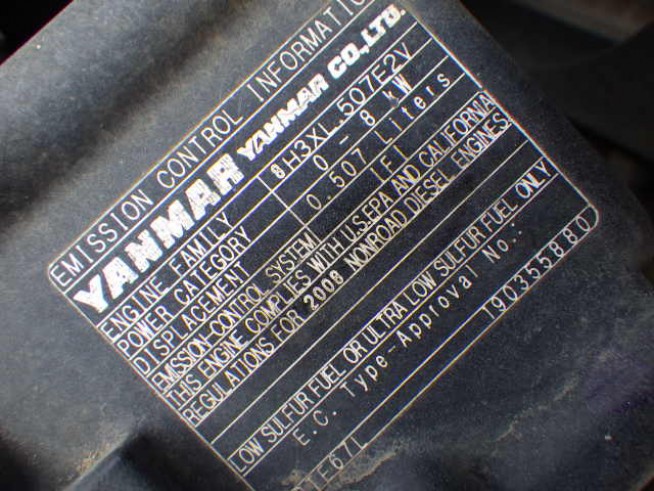 EMISSION CONTROL INFORMATIO
YANMAR YANMAR CO.,LTD.
ENGINE FAMILY 8H3XL.507E2V
POWER CATEGORY 0 - 8 kW
DISPLACEMENT 0.507 Liters
EMISSION CONTROL SYSTEM IFI
THIS ENGINE COMPLIES WITH U.S.EPA AND CALIFORNIA
REGULATIONS FOR 2008 NONROAD DIESEL ENGINES
LOW SULFUR FUEL OR ULTRA LOW SULFUR FUEL ONLY
E.C. Type-Approval No.:
190355880